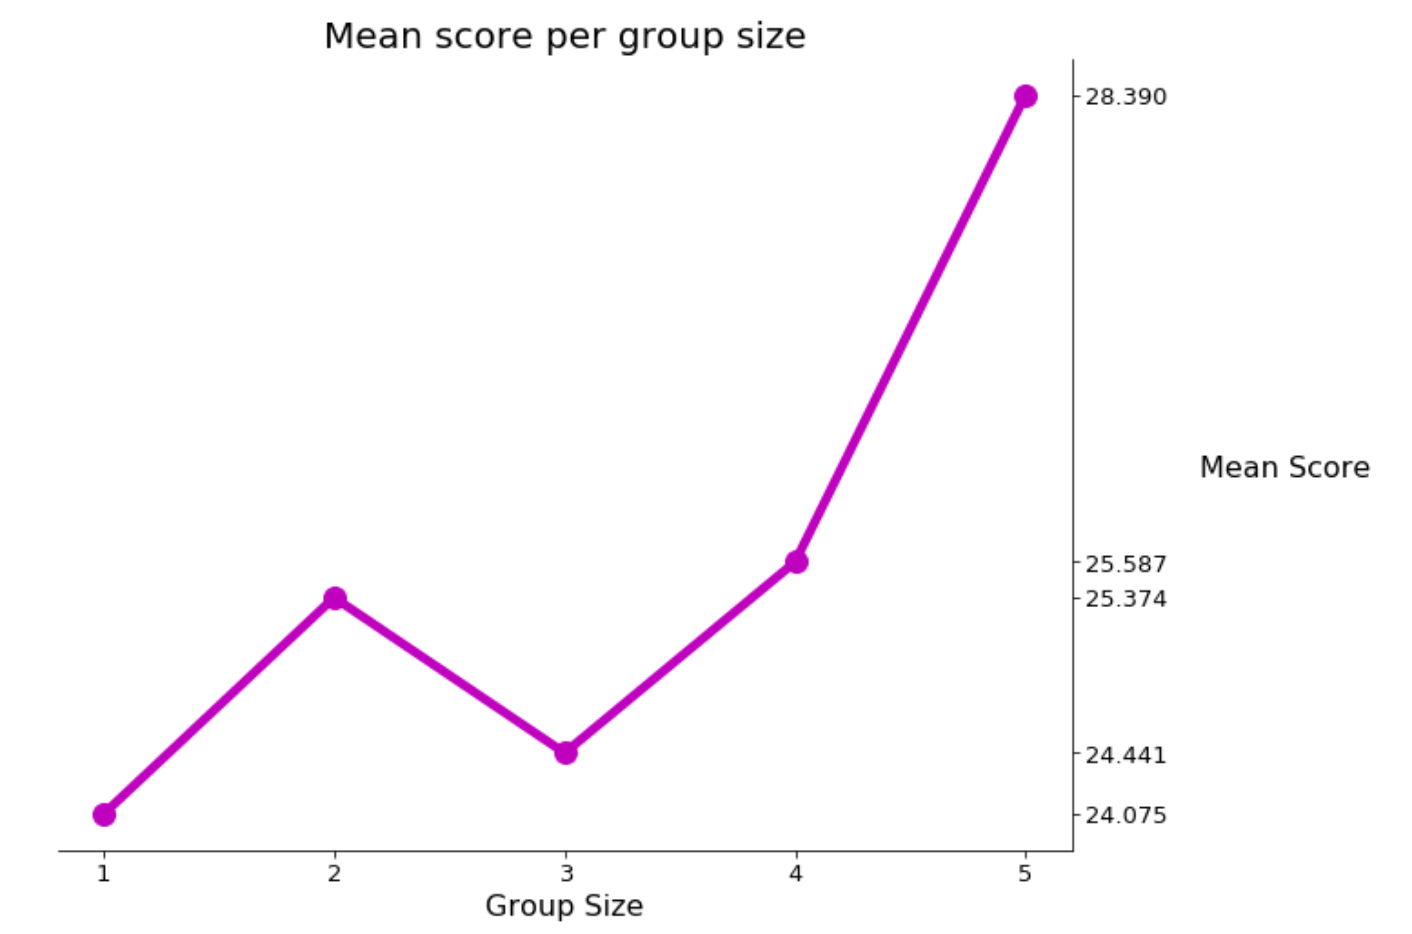 Mean score per group size
28.390
Mean Score
25.587
25.374
24.441
24.075
1 2 3 4 5
Group Size